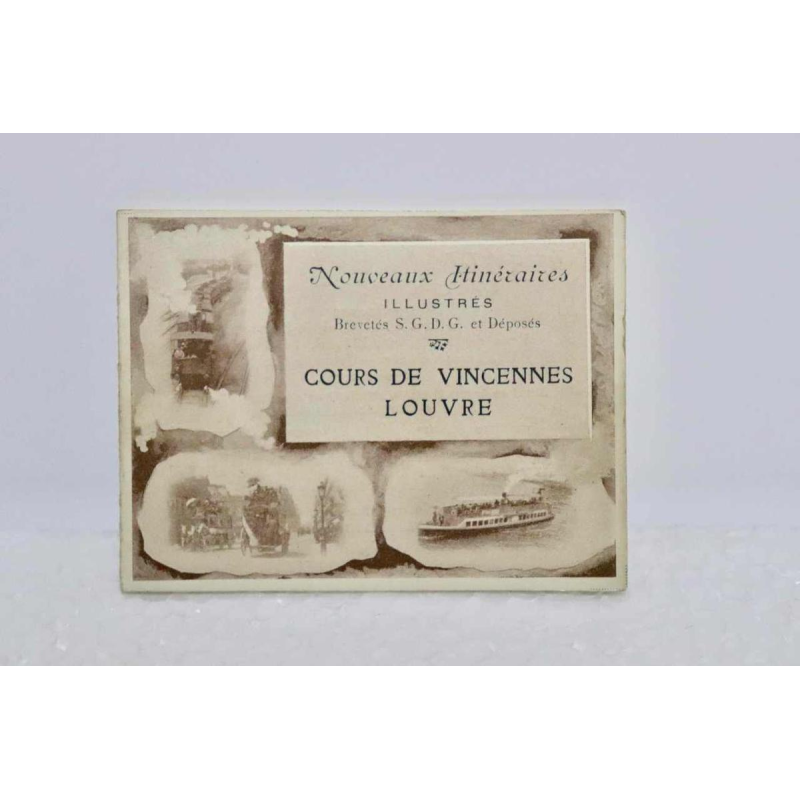 Nouveaux Itinéraires
ILLUSTRÉS
Brevetés S. G. D. G. et Déposés
COURS DE VINCENNES
LOUVRE